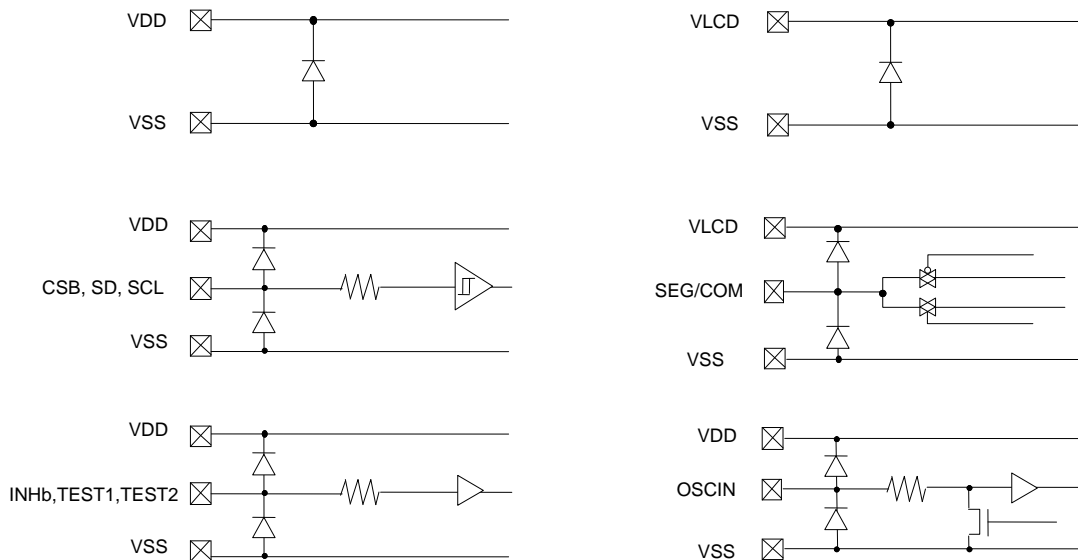 VDD
VSS
VLCD
VSS
VDD
CSB, SD, SCL
VSS
VLCD
SEG/COM
VSS
VDD
INHb,TEST1,TEST2
VSS
VDD
OSCIN
VSS